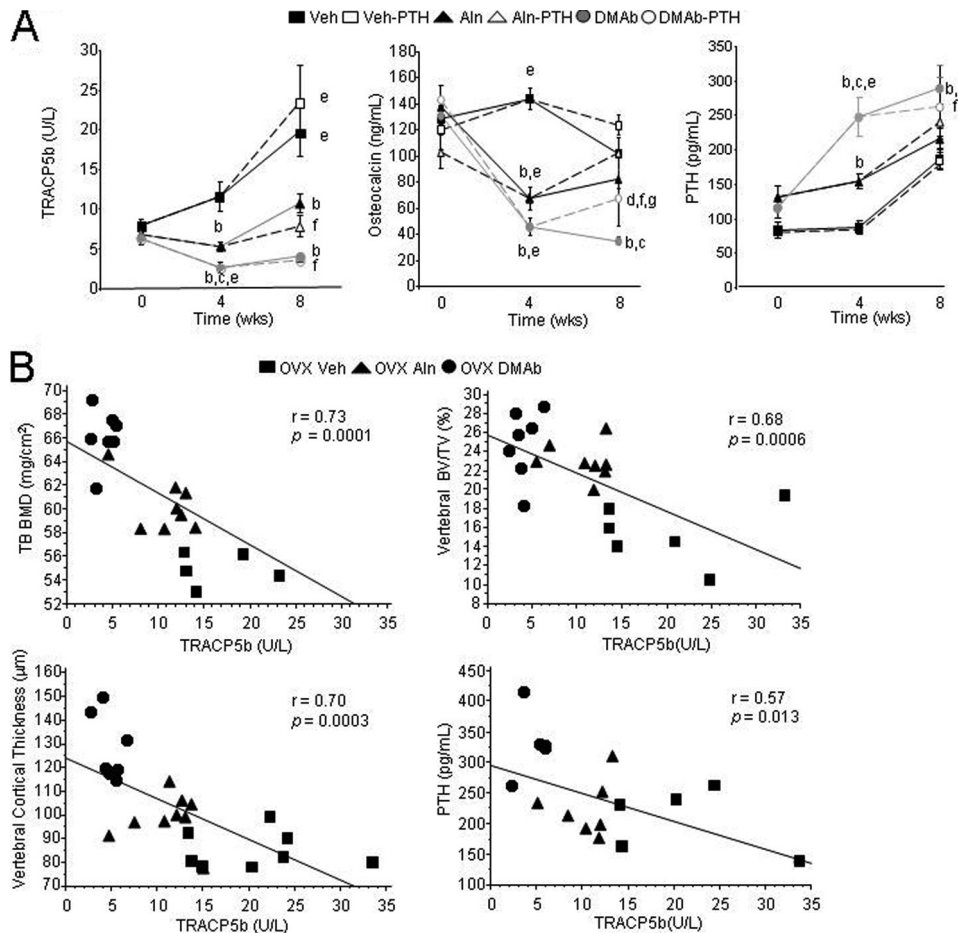 A
Veh Veh-PTH Aln Aln-PTH DMAb DMAb-PTH
TRACP5b (U/L)
30
25
20
15
10
5
0
e
e
b
b
f
b
f
b,c,e
0 4 8
Time (wks)
Osteocalcin (ng/mL)
180
160
140
120
100
80
60
40
20
0
e
b,e
b,e
d,f,g
b,c
0 4 8
Time (wks)
PTH (pg/mL)
350
300
250
200
150
100
50
0
b,c,e
b
b,
f
0 4 8
Time (wks)
B
OVX Veh OVX Aln OVX DMAb
TB BMD (mg/cm²)
70
68
66
64
62
60
58
56
54
52
r = 0.73
p = 0.0001
0 5 10 15 20 25 30 35
TRACP5b (U/L)
Vertebral BV/TV (%)
30
28
26
24
22
20
18
16
14
12
10
8
r = 0.68
p = 0.0006
0 5 10 15 20 25 30 35
TRACP5b(U/L)
Vertebral Cortical Thickness (µm)
160
150
140
130
120
110
100
90
80
70
r = 0.70
p = 0.0003
0 5 10 15 20 25 30 35
TRACP5b (U/L)
PTH (pg/mL)
450
400
350
300
250
200
150
100
r = 0.57
p = 0.013
0 5 10 15 20 25 30 35
TRACP5b(U/L)